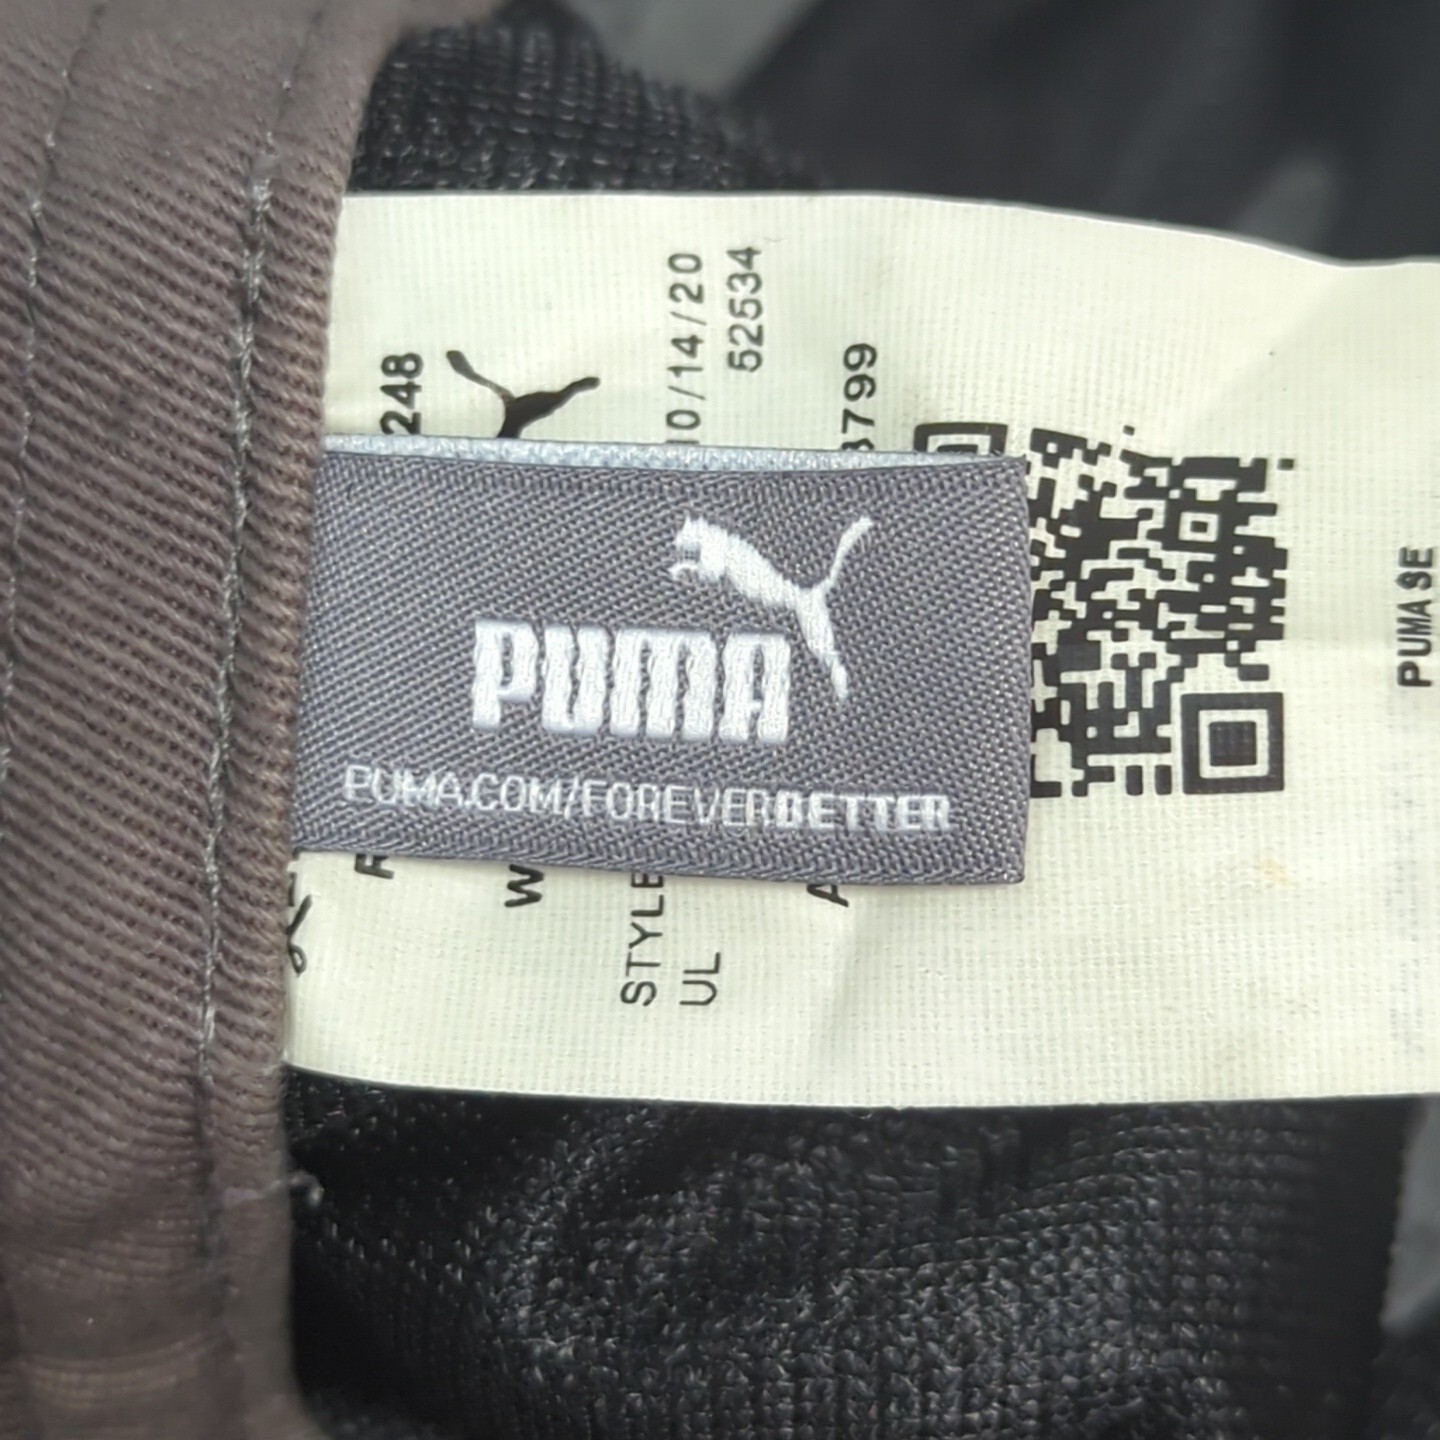 PUMA
PUMA.COM/FOREVERBETTER
248
10/14/20
52534
3799
STYLE
UL
PUMA SE